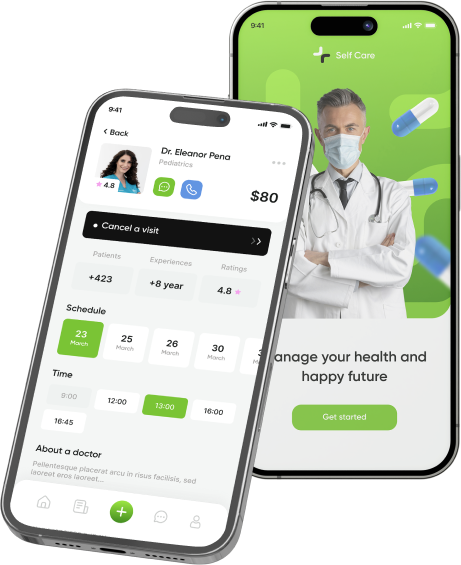 9:41
Back
Dr. Eleanor Pena
Pediatrics
4.8
$80
Cancel a visit
Patients
Experiences
Ratings
+423
+8 year
4.8
Schedule
23
March
25
March
26
March
30
March
Time
9:00
12:00
13:00
16:00
16:45
About a doctor
Pellentesque placerat arcu in risus facilisis, sed
laoreet eros laoreet...
9:41
Self Care
anage your health and
happy future
Get started